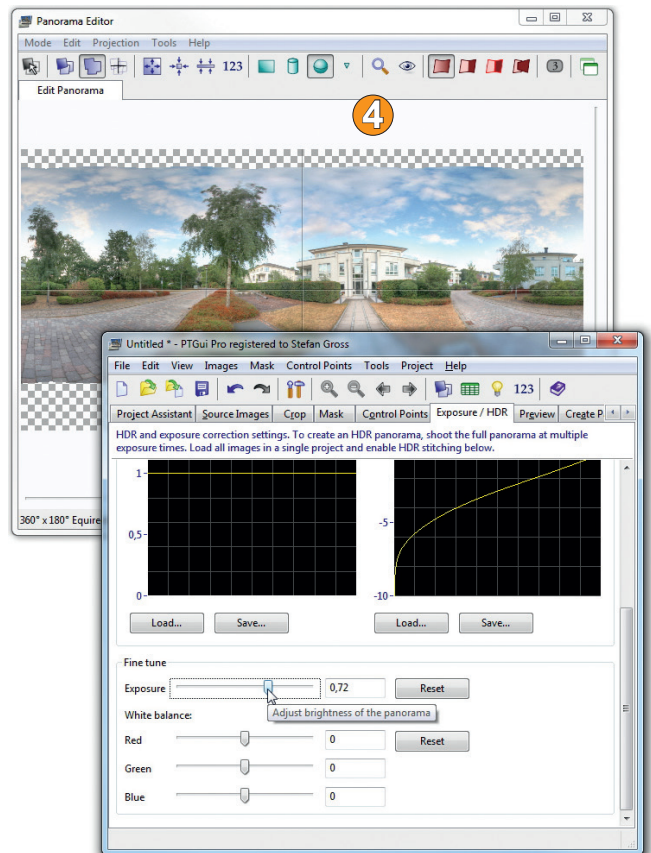 Panorama Editor
Mode Edit Projection Tools Help
123
3
Edit Panorama
4
360° x 180° Equire
Untitled * - PTGui Pro registered to Stefan Gross
File Edit View Images Mask Control Points Tools Project Help
123
Project Assistant Source Images Crop Mask Control Points Exposure / HDR Preview Create P
HDR and exposure correction settings. To create an HDR panorama, shoot the full panorama at multiple
exposure times. Load all images in a single project and enable HDR stitching below.
1
0,5
0
-5
-10
Load... Save... Load... Save...
Fine tune
Exposure 0,72 Reset
Adjust brightness of the panorama
White balance:
Red 0 Reset
Green 0
Blue 0